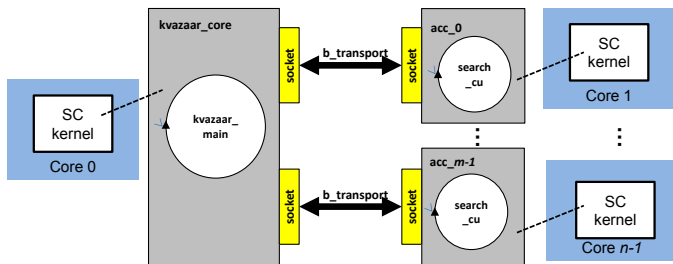 kvazaar_core
socket
b_transport
socket
acc_0
search
_cu
SC
kernel
Core 1
SC
kernel
Core 0
kvazaar_
main
⋮
⋮
socket
b_transport
socket
acc_m-1
search
_cu
SC
kernel
Core n-1